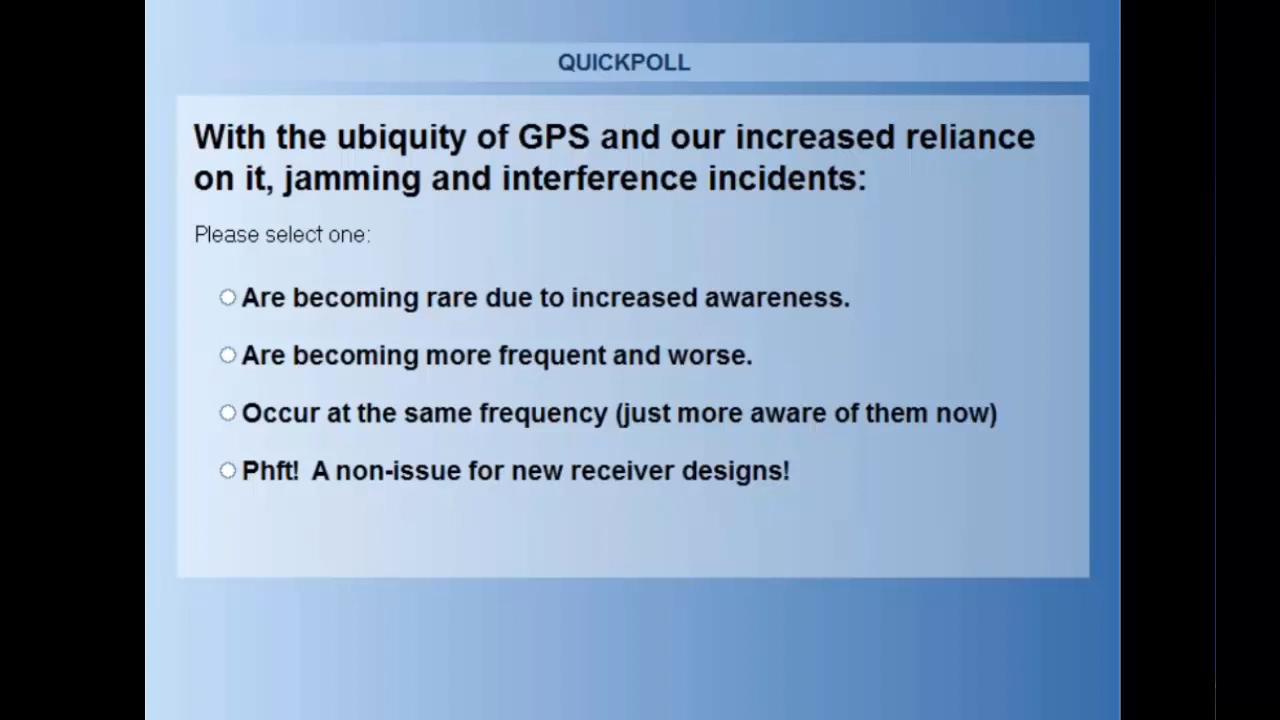 QUICKPOLL
With the ubiquity of GPS and our increased reliance
on it, jamming and interference incidents:
Please select one:
Are becoming rare due to increased awareness.
Are becoming more frequent and worse.
Occur at the same frequency (just more aware of them now)
Phft! A non-issue for new receiver designs!